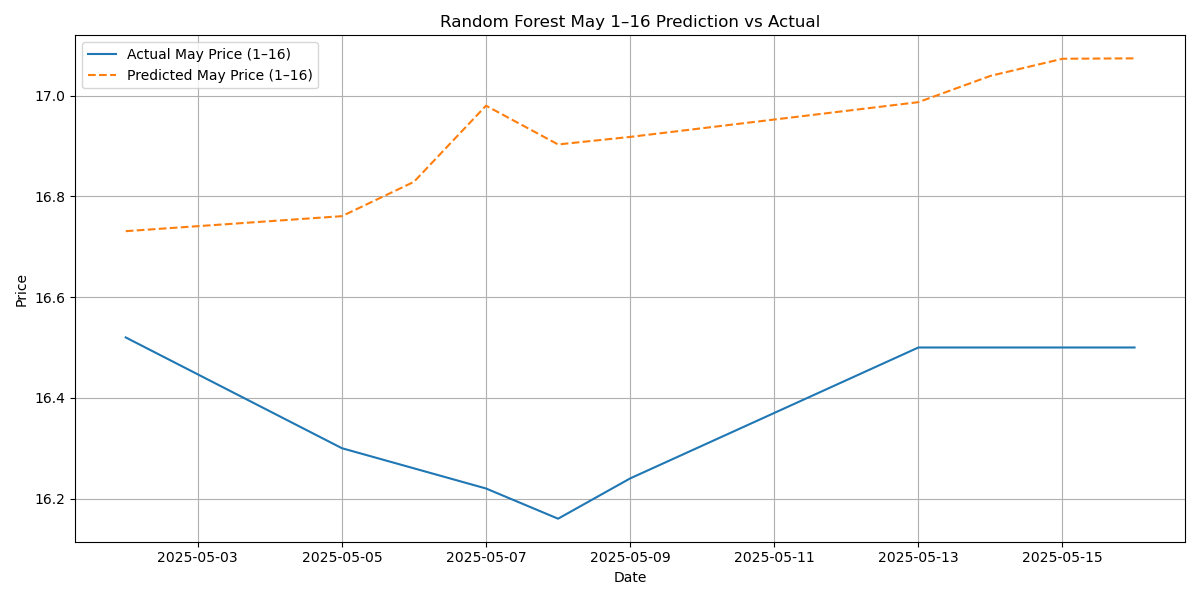 Random Forest May 1–16 Prediction vs Actual
Actual May Price (1–16)
Predicted May Price (1–16)
17.0
16.8
16.6
16.4
16.2
Price
2025-05-03 2025-05-05 2025-05-07 2025-05-09 2025-05-11 2025-05-13 2025-05-15
Date